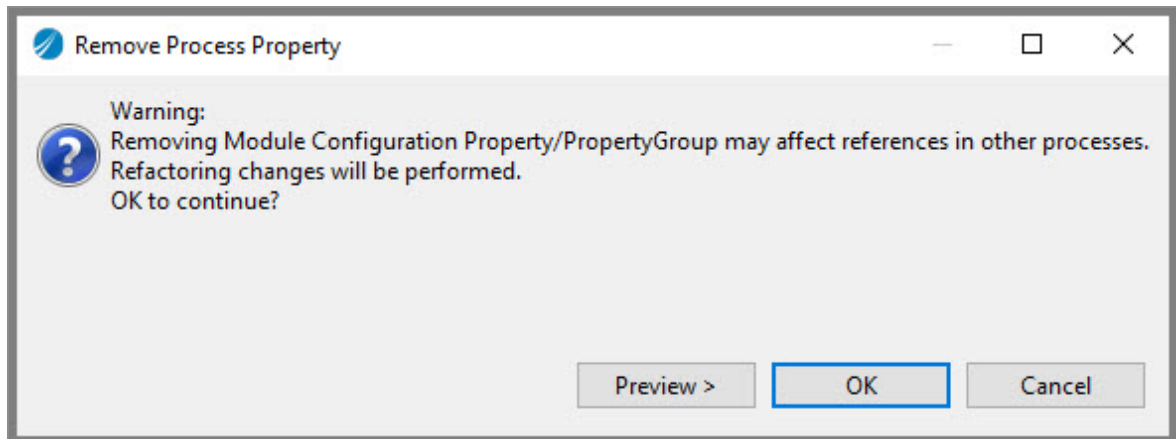 Remove Process Property
Warning:
Removing Module Configuration Property/PropertyGroup may affect references in other processes.
Refactoring changes will be performed.
OK to continue?
Preview >
OK
Cancel